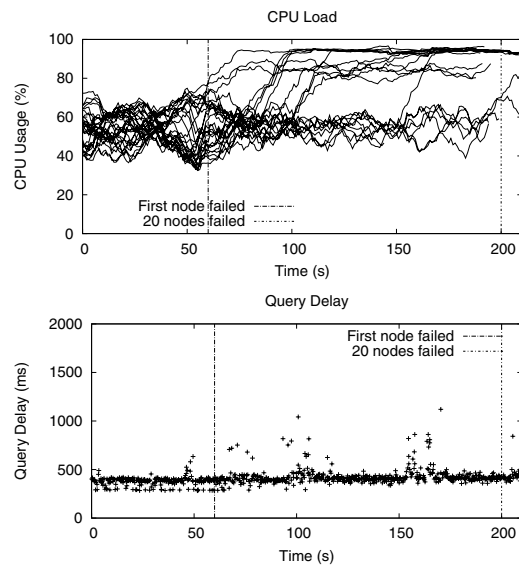 CPU Load
100
80
60
40
20
0
CPU Usage (%)
First node failed
20 nodes failed
0 50 100 150 200
Time (s)
Query Delay
2000
1500
1000
500
0
Query Delay (ms)
First node failed
20 nodes failed
0 50 100 150 200
Time (s)